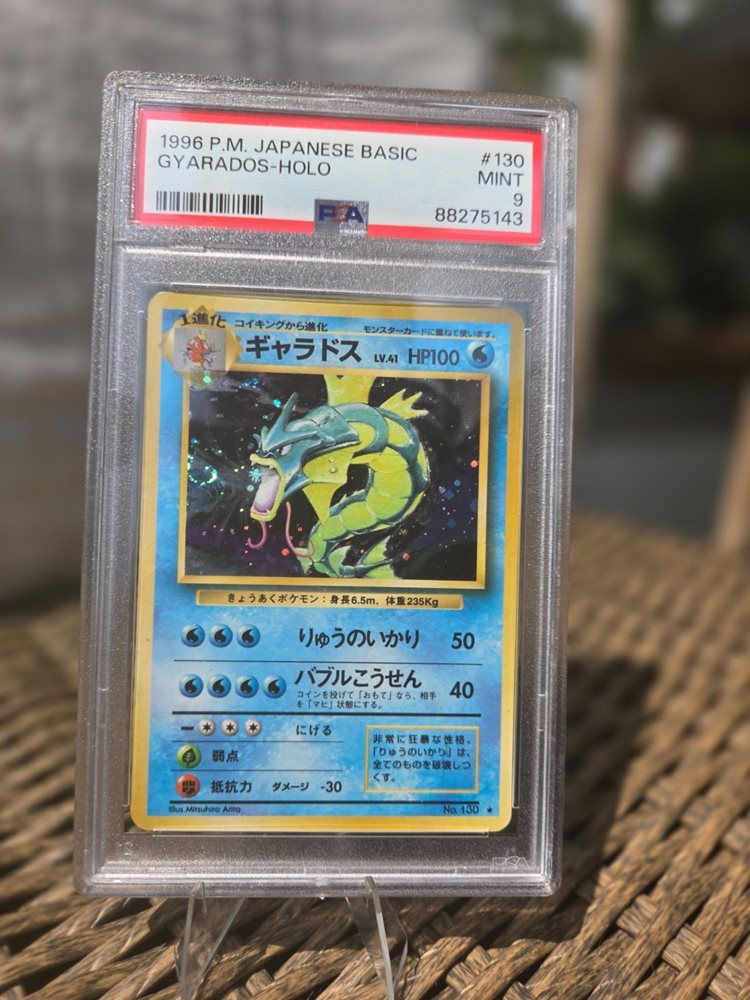 1996 P.M. JAPANESE BASIC #130
GYARADOS-HOLO MINT
9
PSA 88275143
1進化 コイキングから進化 モンスターカードに重ねて使います。
ギャラドス LV.41 HP100
きょうあくポケモン：身長6.5m、体重235Kg
りゅうのいかり 50
バブルこうせん 40
コインを投げて「おもて」なら、相手
を「マヒ」状態にする。
にげる
弱点
抵抗力 ダメージ -30
非常に狂暴な性格。
「りゅうのいかり」は、
全てのものを破壊しつ
くす。
Illus.Mitsuhiro Arita No. 130 ★
PSA